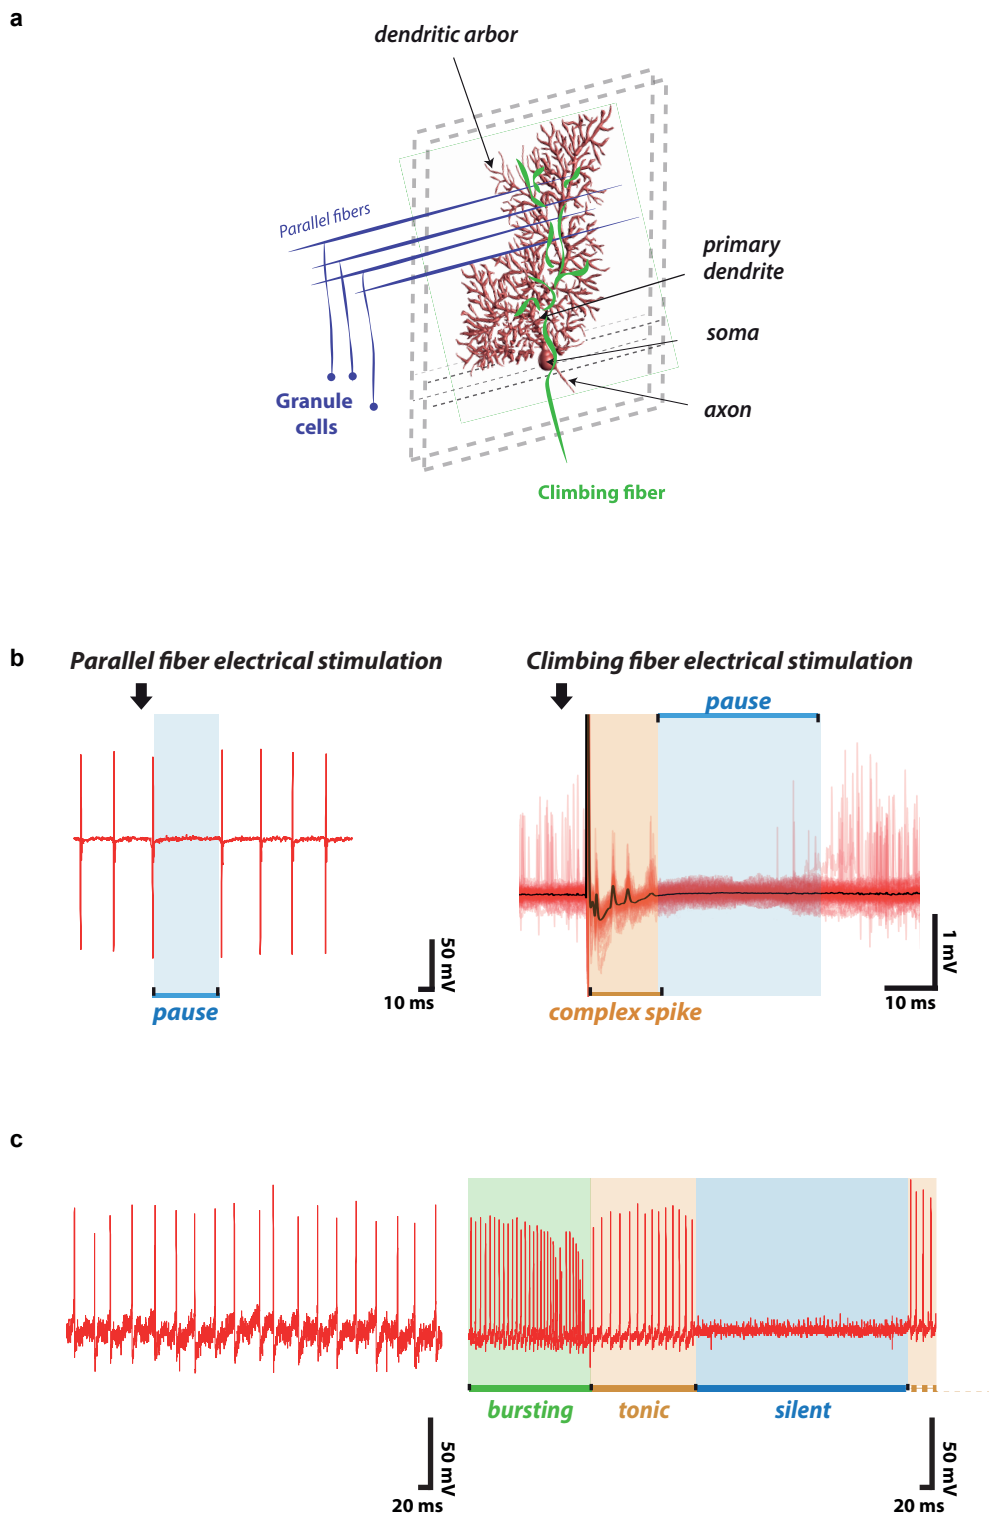 a
dendritic arbor
Parallel fibers
primary
dendrite
soma
axon
Granule
cells
Climbing fiber
b
Parallel fiber electrical stimulation
Climbing fiber electrical stimulation
pause
50 mV
10 ms
pause
1 mV
10 ms
complex spike
c
bursting
tonic
silent
50 mV
20 ms
50 mV
20 ms